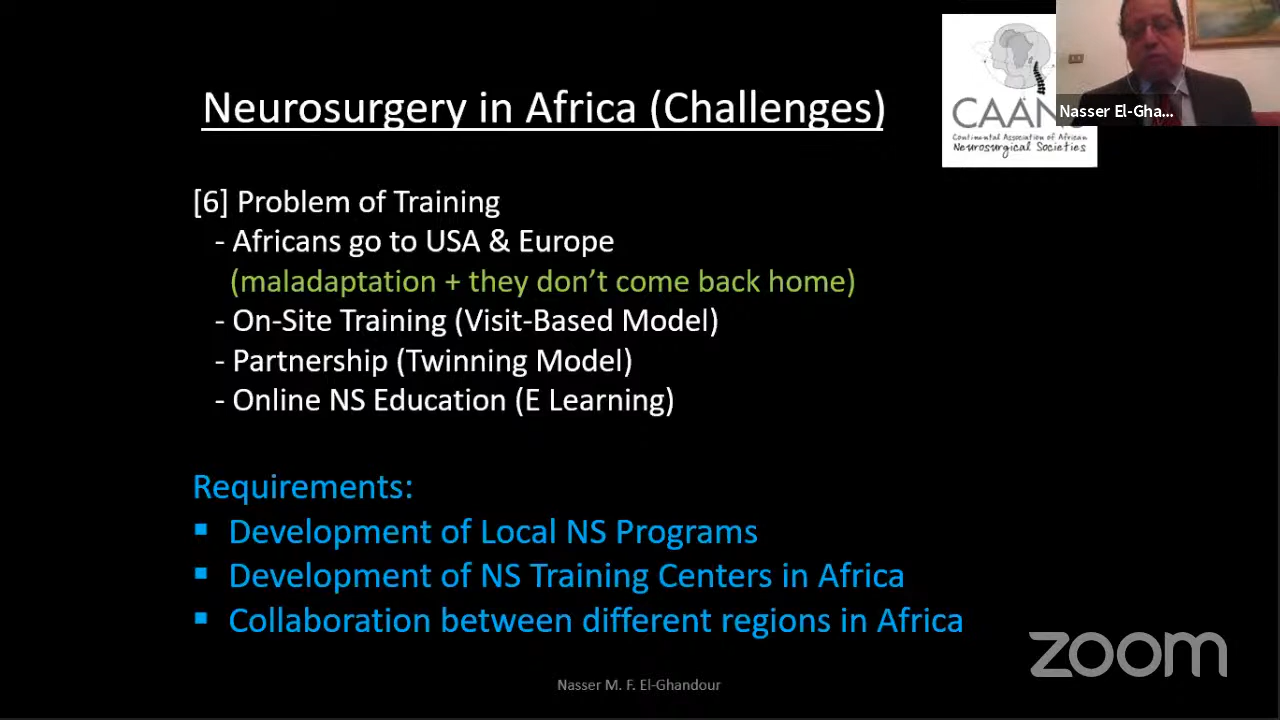 Neurosurgery in Africa (Challenges)
CAAN
Continental Association of African
Neurosurgical Societies
Nasser El-Gha...
[6] Problem of Training
- Africans go to USA & Europe
(maladaptation + they don't come back home)
- On-Site Training (Visit-Based Model)
- Partnership (Twinning Model)
- Online NS Education (E Learning)
Requirements:
▪ Development of Local NS Programs
▪ Development of NS Training Centers in Africa
▪ Collaboration between different regions in Africa
zoom
Nasser M. F. El-Ghandour